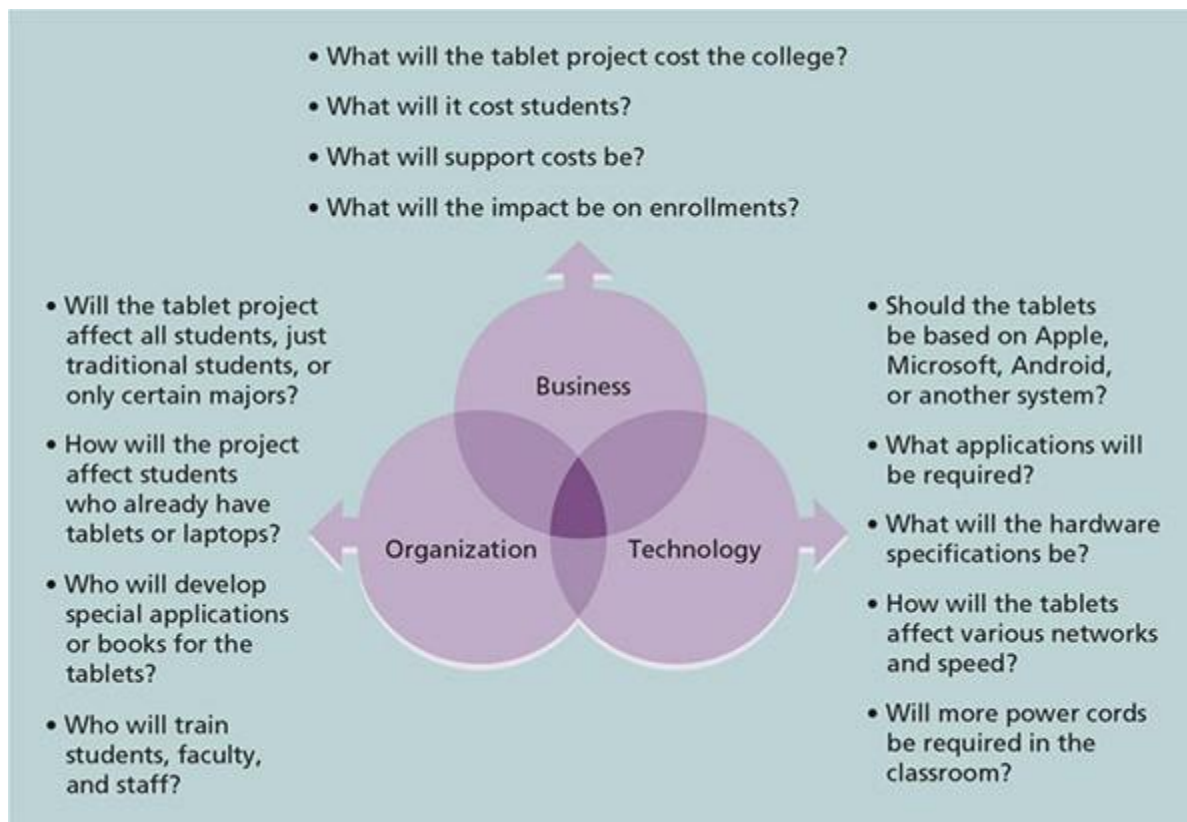 • What will the tablet project cost the college?
• What will it cost students?
• What will support costs be?
• What will the impact be on enrollments?
• Will the tablet project
affect all students, just
traditional students, or
only certain majors?
• How will the project
affect students
who already have
tablets or laptops?
• Who will develop
special applications
or books for the
tablets?
• Who will train
students, faculty,
and staff?
Business
Organization
Technology
• Should the tablets
be based on Apple,
Microsoft, Android,
or another system?
• What applications will
be required?
• What will the hardware
specifications be?
• How will the tablets
affect various networks
and speed?
• Will more power cords
be required in the
classroom?